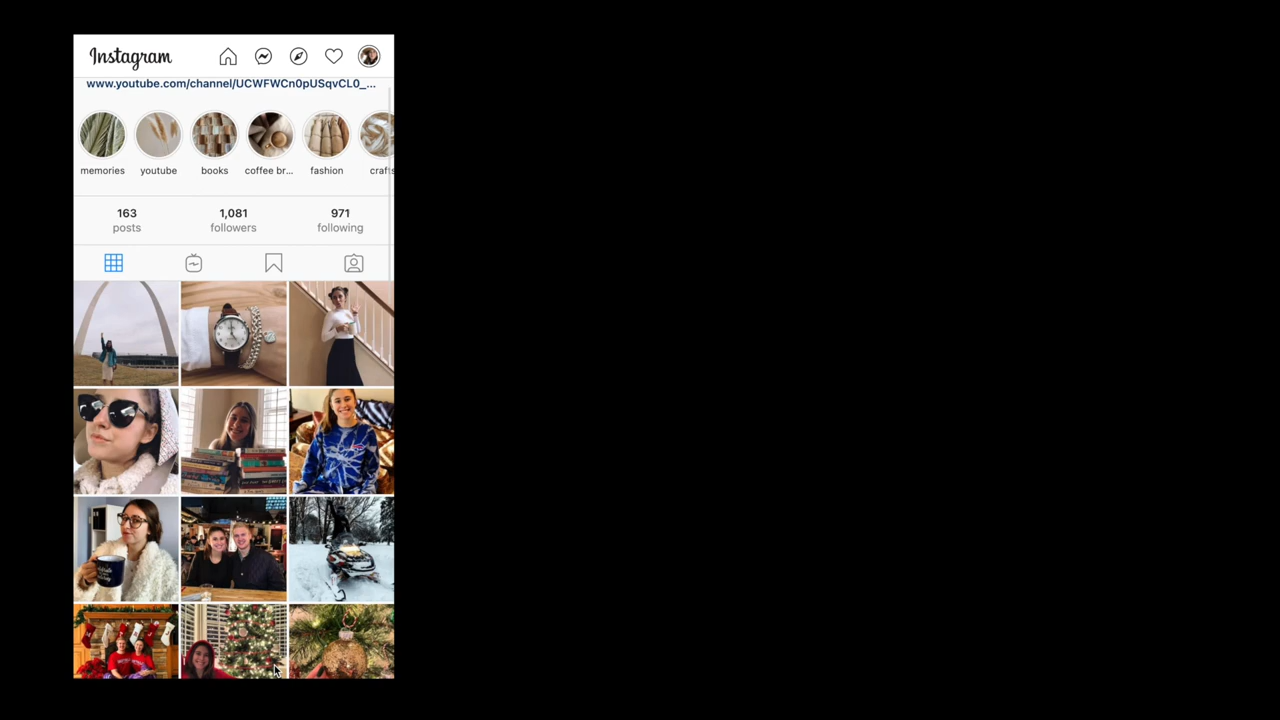 Instagram
www.youtube.com/channel/UCWFWCn0pUSqvCL0_...
memories youtube books coffee br... fashion craft
163 1,081 971
posts followers following